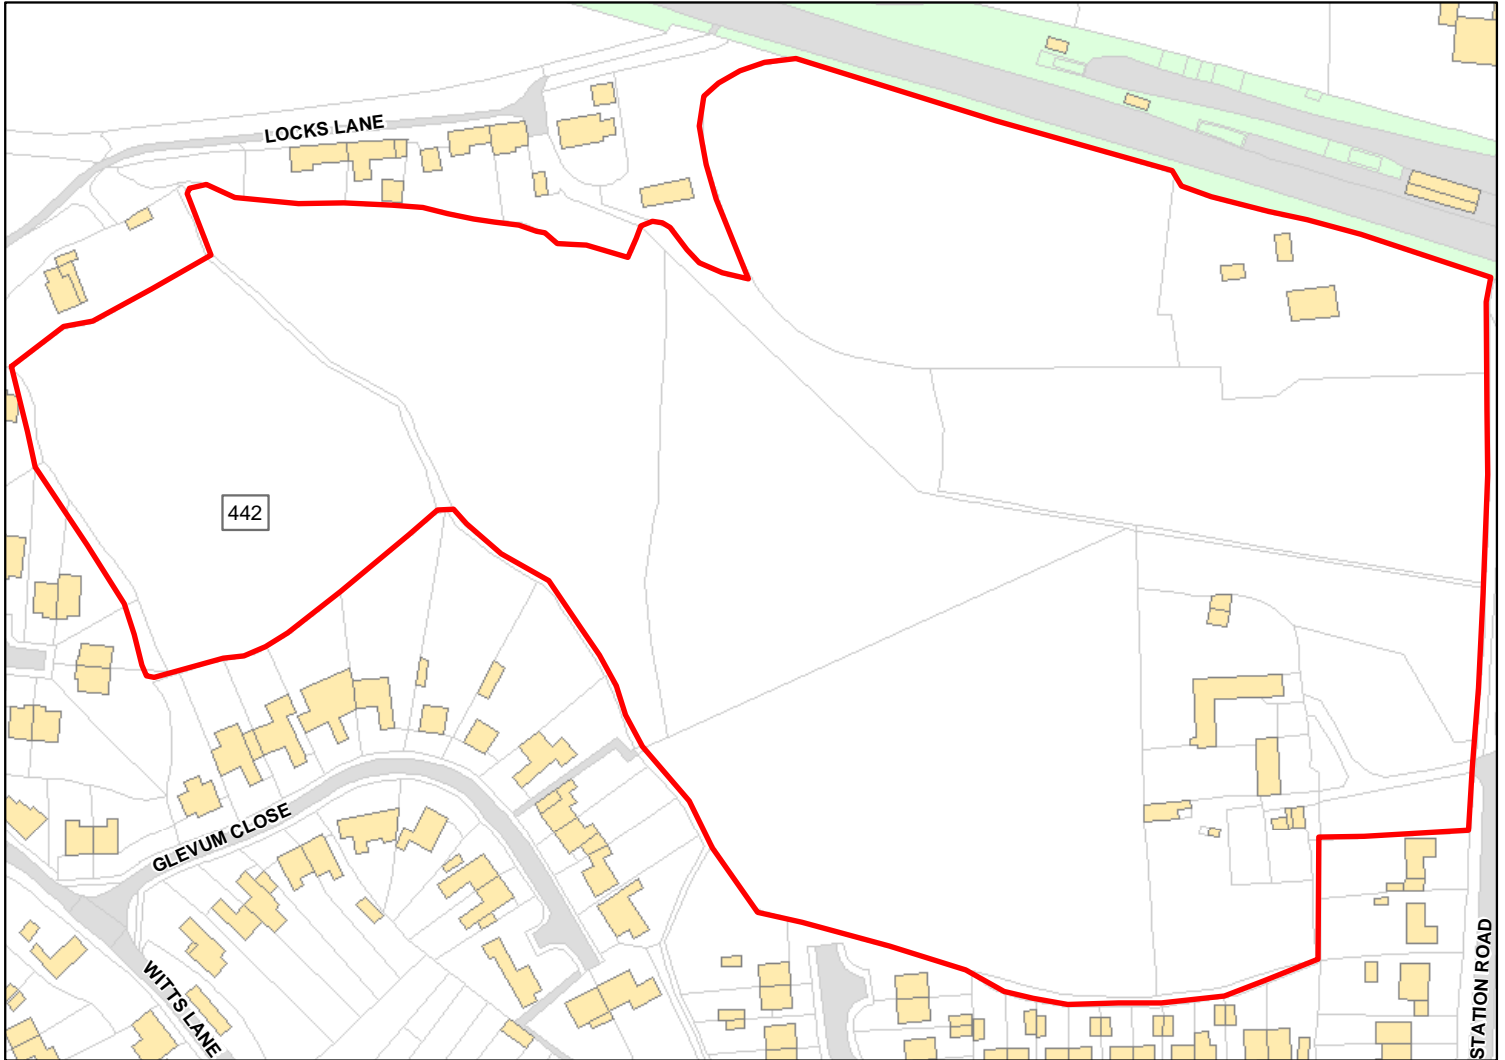 LOCKS LANE
442
GLEVUM CLOSE
WITTS LANE
STATION ROAD